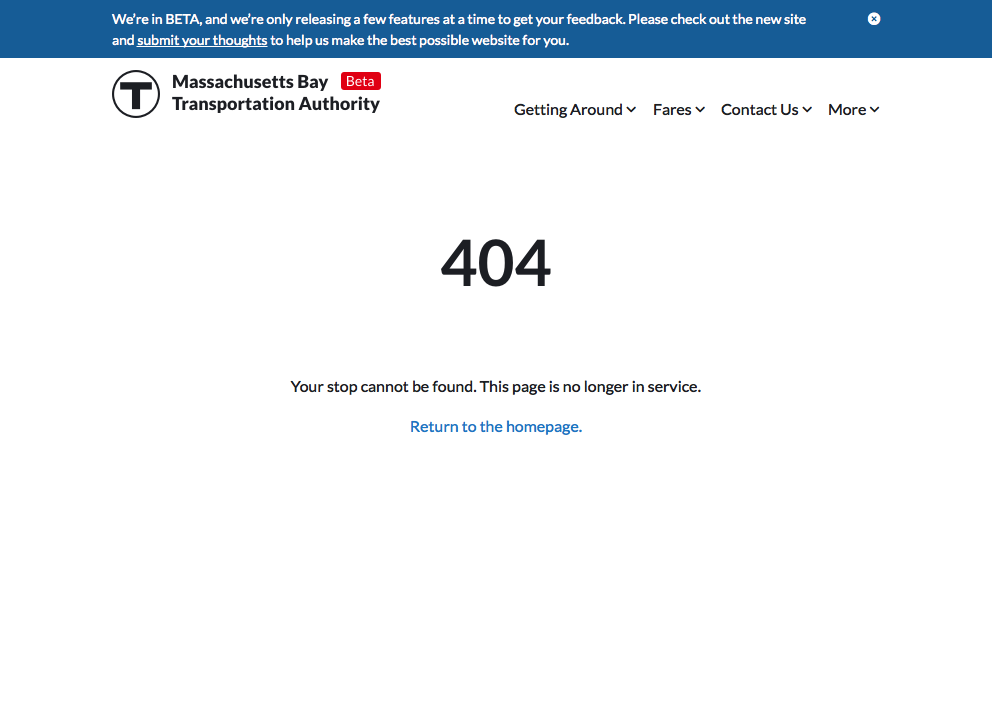 We're in BETA, and we're only releasing a few features at a time to get your feedback. Please check out the new site
and submit your thoughts to help us make the best possible website for you.
T
Massachusetts Bay Beta
Transportation Authority
Getting Around Fares Contact Us More
404
Your stop cannot be found. This page is no longer in service.
Return to the homepage.